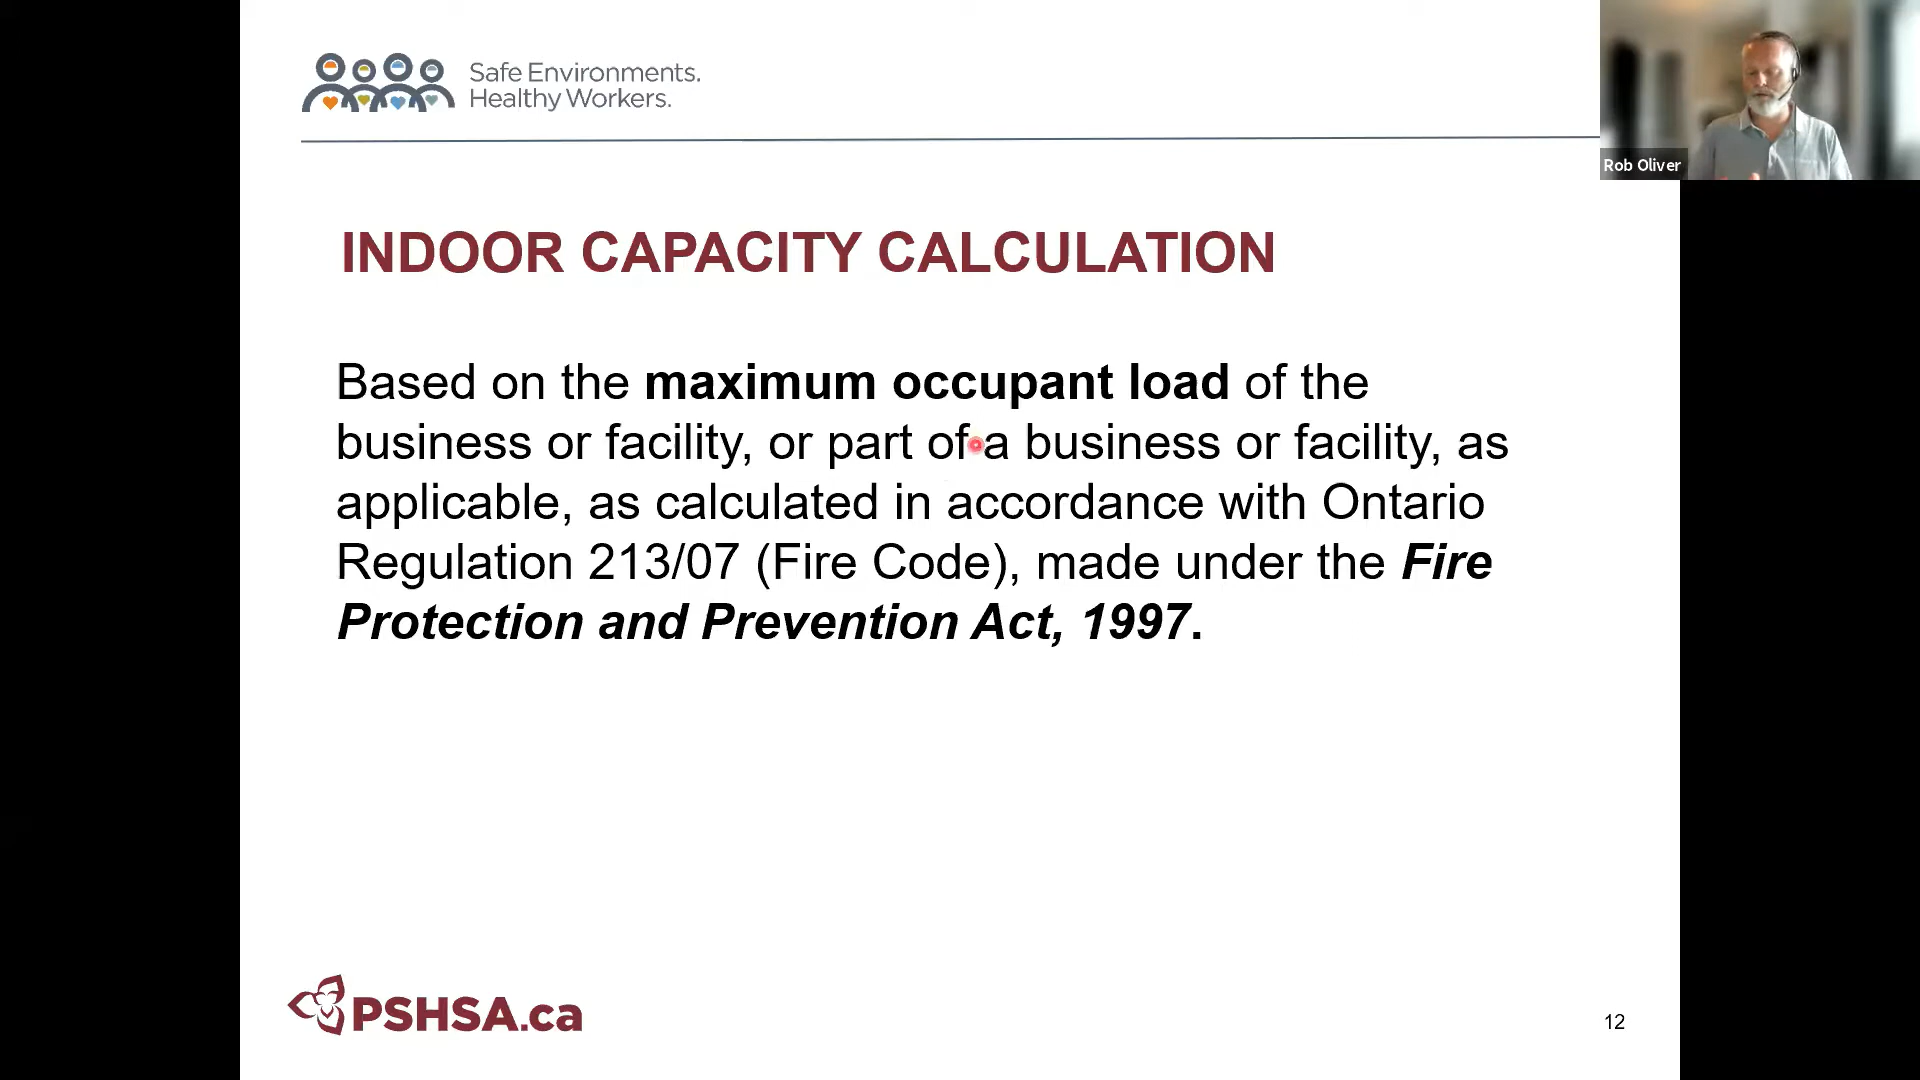 Safe Environments.
Healthy Workers.
Rob Oliver
INDOOR CAPACITY CALCULATION
Based on the maximum occupant load of the
business or facility, or part of a business or facility, as
applicable, as calculated in accordance with Ontario
Regulation 213/07 (Fire Code), made under the Fire
Protection and Prevention Act, 1997.
PSHSA.ca
12